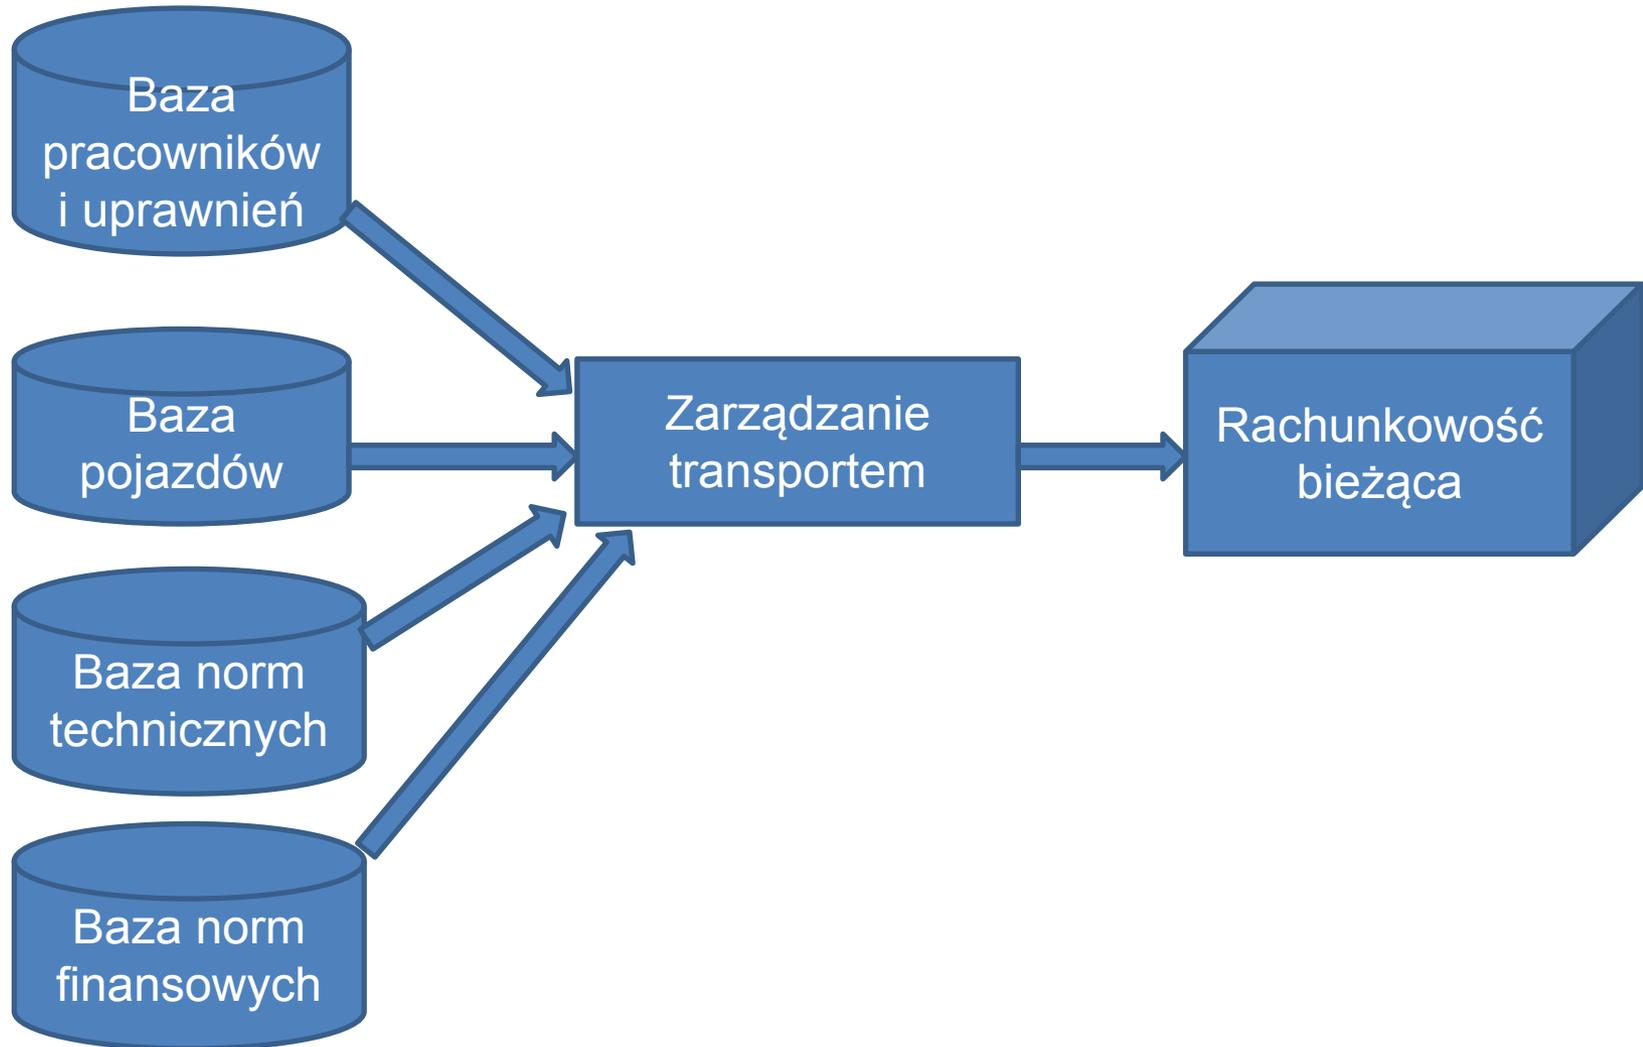 Baza
pracowników
i uprawnień
Baza
pojazdów
Baza norm
technicznych
Baza norm
finansowych
Zarządzanie
transportem
Rachunkowość
bieżąca